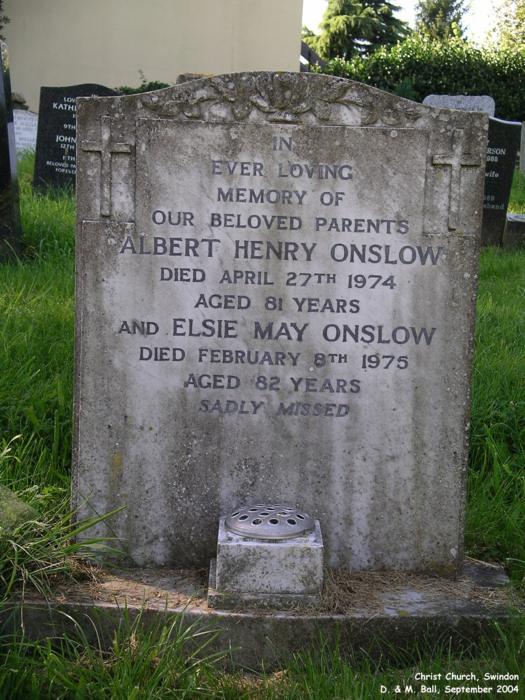 IN
EVER LOVING
MEMORY OF
OUR BELOVED PARENTS
ALBERT HENRY ONSLOW
DIED APRIL 27TH 1974
AGED 81 YEARS
AND ELSIE MAY ONSLOW
DIED FEBRUARY 8TH 1975
AGED 82 YEARS
SADLY MISSED
Christ Church, Swindon
D. & M. Ball, September 2004